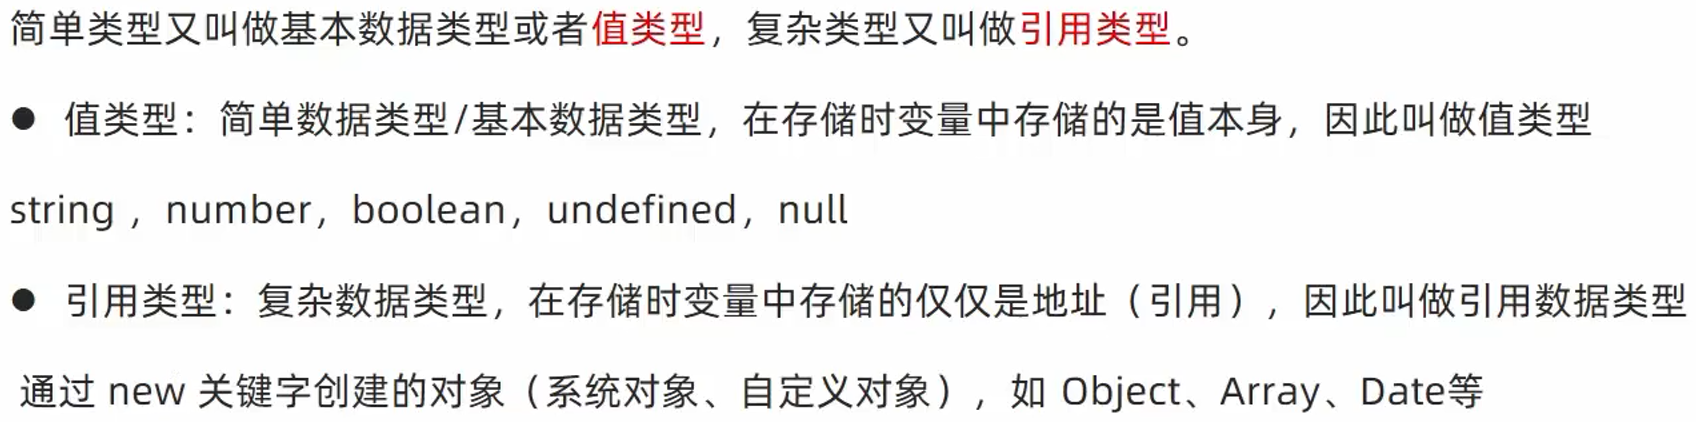 简单类型又叫做基本数据类型或者值类型，复杂类型又叫做引用类型。
● 值类型：简单数据类型/基本数据类型，在存储时变量中存储的是值本身，因此叫做值类型
string ，number，boolean，undefined，null
● 引用类型：复杂数据类型，在存储时变量中存储的仅仅是地址（引用），因此叫做引用数据类型
通过 new 关键字创建的对象（系统对象、自定义对象），如 Object、Array、Date等